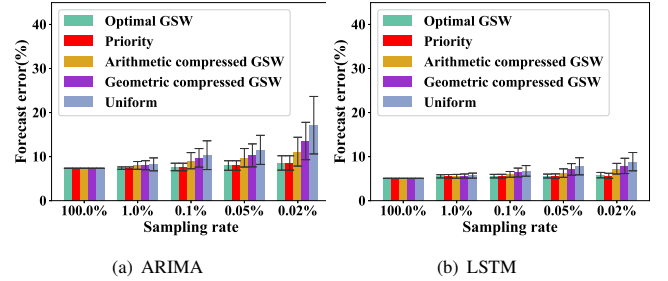 Forecast error(%)
40
30
20
10
0
Optimal GSW
Priority
Arithmetic compressed GSW
Geometric compressed GSW
Uniform
100.0% 1.0% 0.1% 0.05% 0.02%
Sampling rate
(a) ARIMA
Forecast error(%)
40
30
20
10
0
Optimal GSW
Priority
Arithmetic compressed GSW
Geometric compressed GSW
Uniform
100.0% 1.0% 0.1% 0.05% 0.02%
Sampling rate
(b) LSTM